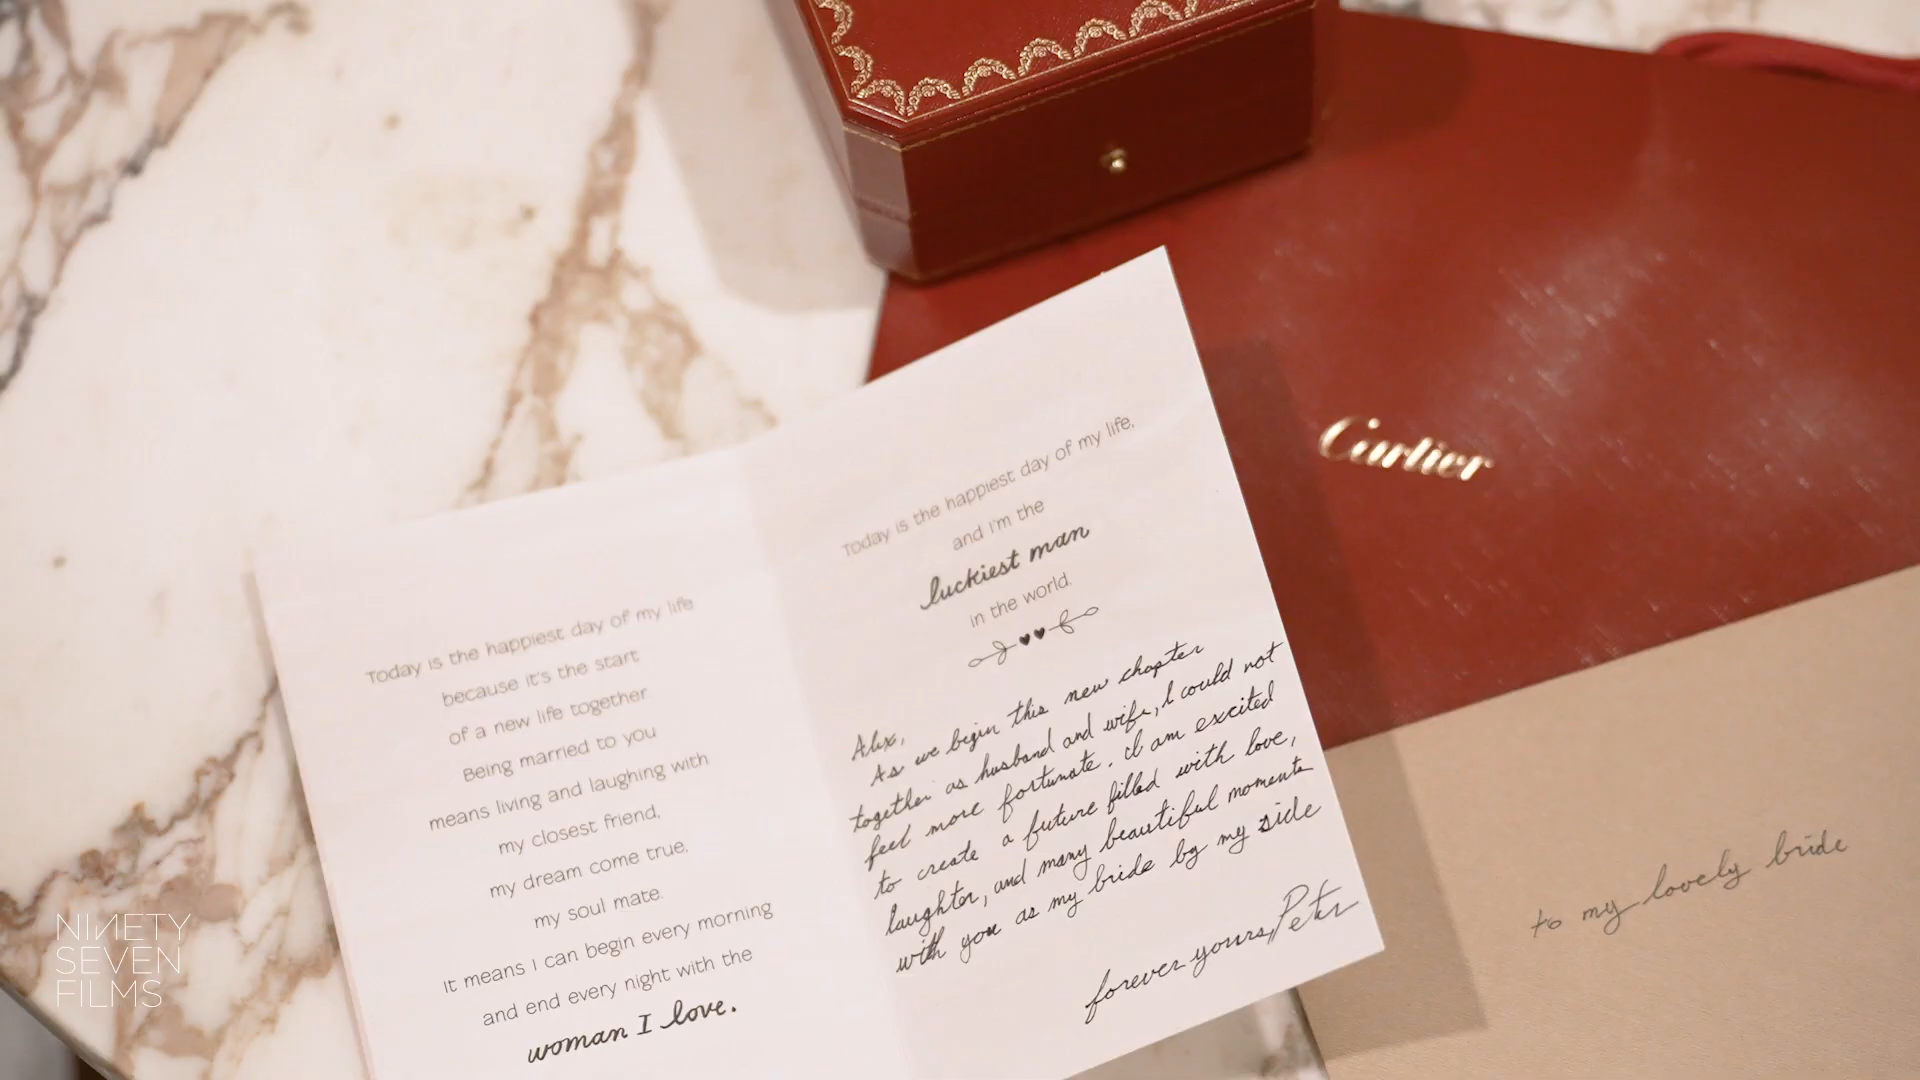 Cartier
Today is the happiest day of my life
because it's the start
of a new life together
Being married to you
means living and laughing with
my closest friend,
my dream come true,
my soul mate.
It means I can begin every morning
and end every night with the
woman I love.
Today is the happiest day of my life,
and I'm the
luckiest man
in the world.
Alex,
As we begin this new chapter
together as husband and wife, I could not
feel more fortunate. I am excited
to create a future filled with love,
laughter, and many beautiful moments
with you as my bride by my side
forever yours, Peter
to my lovely bride
NINETY
SEVEN
FILMS